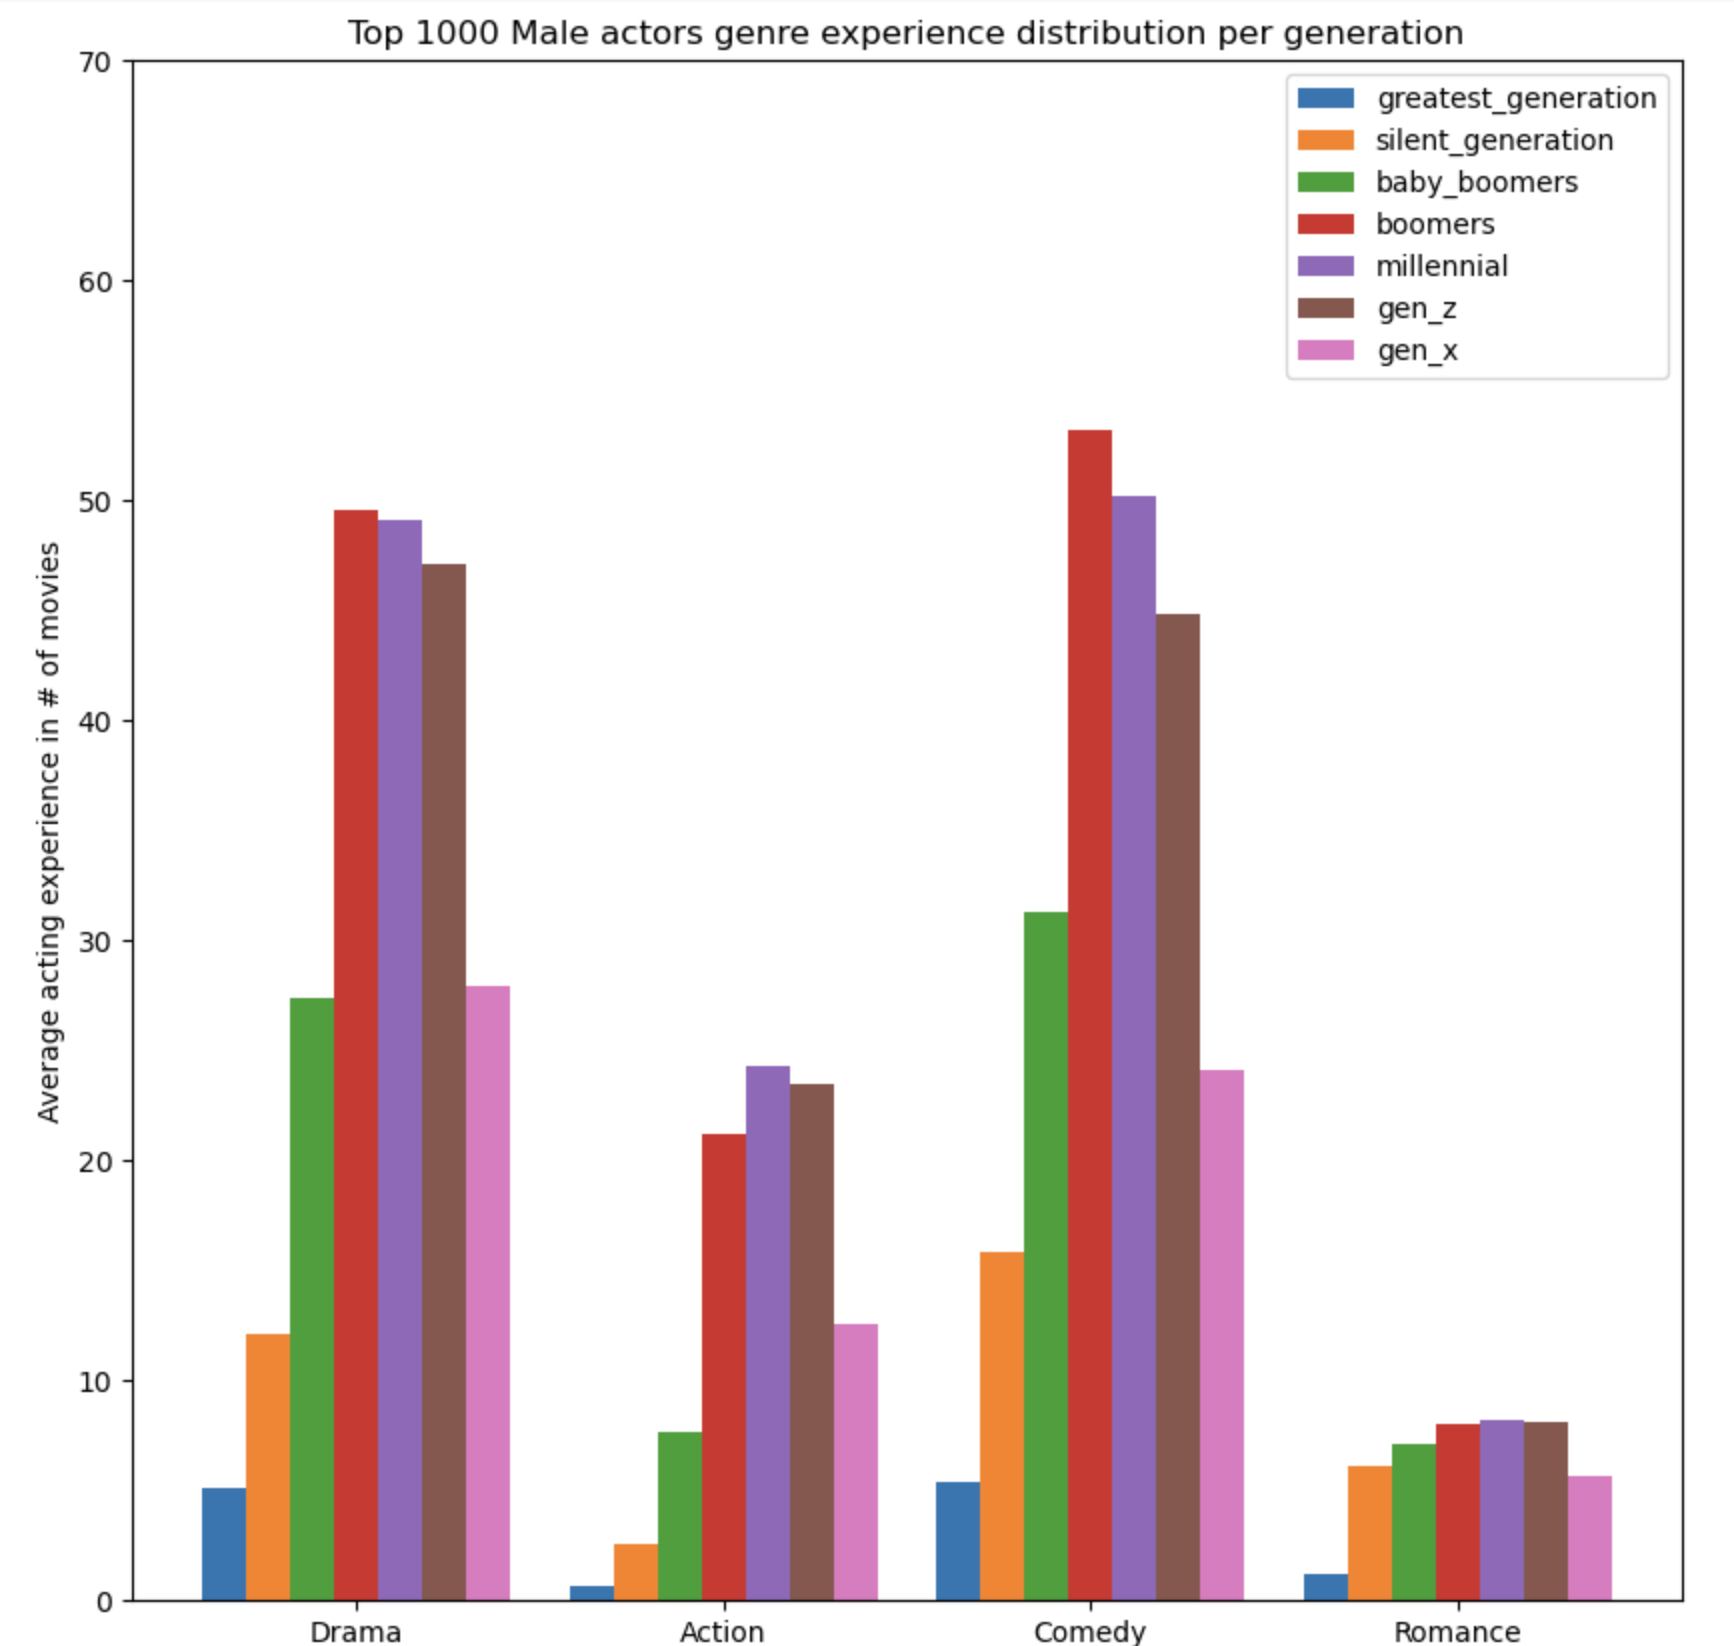 Top 1000 Male actors genre experience distribution per generation
70
60
50
40
30
20
10
0
Average acting experience in # of movies
greatest_generation
silent_generation
baby_boomers
boomers
millennial
gen_z
gen_x
Drama
Action
Comedy
Romance